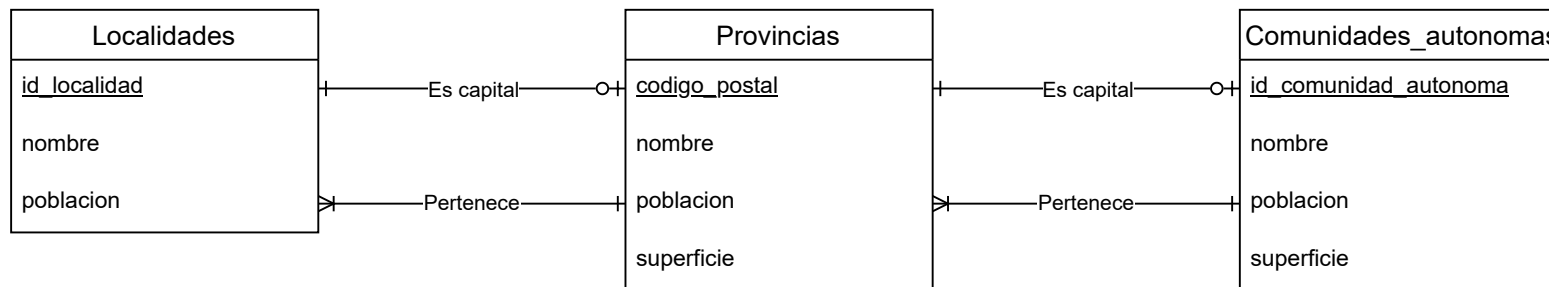 Localidades
id_localidad
nombre
poblacion
Es capital
Pertenece
Provincias
codigo_postal
nombre
poblacion
superficie
Es capital
Pertenece
Comunidades_autonomas
id_comunidad_autonoma
nombre
poblacion
superficie